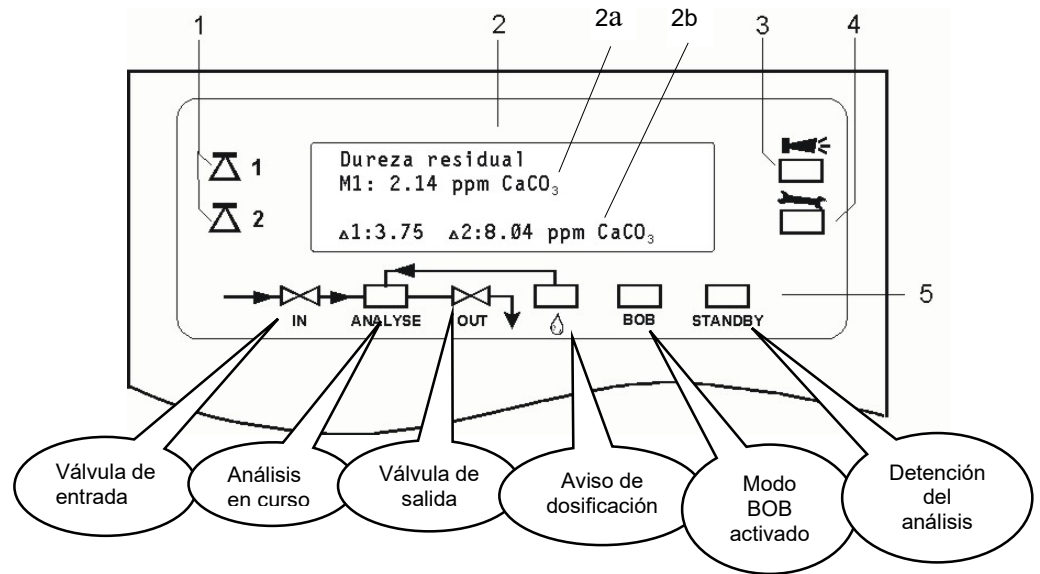 1
2
2a
2b
3
4
1
2
Dureza residual
M1: 2.14 ppm CaCO₃
▵1:3.75 ▵2:8.04 ppm CaCO₃
5
IN
ANALYSE
OUT
BOB
STANDBY
Válvula de
entrada
Análisis
en curso
Válvula de
salida
Aviso de
dosificación
Modo
BOB
activado
Detención
del
análisis